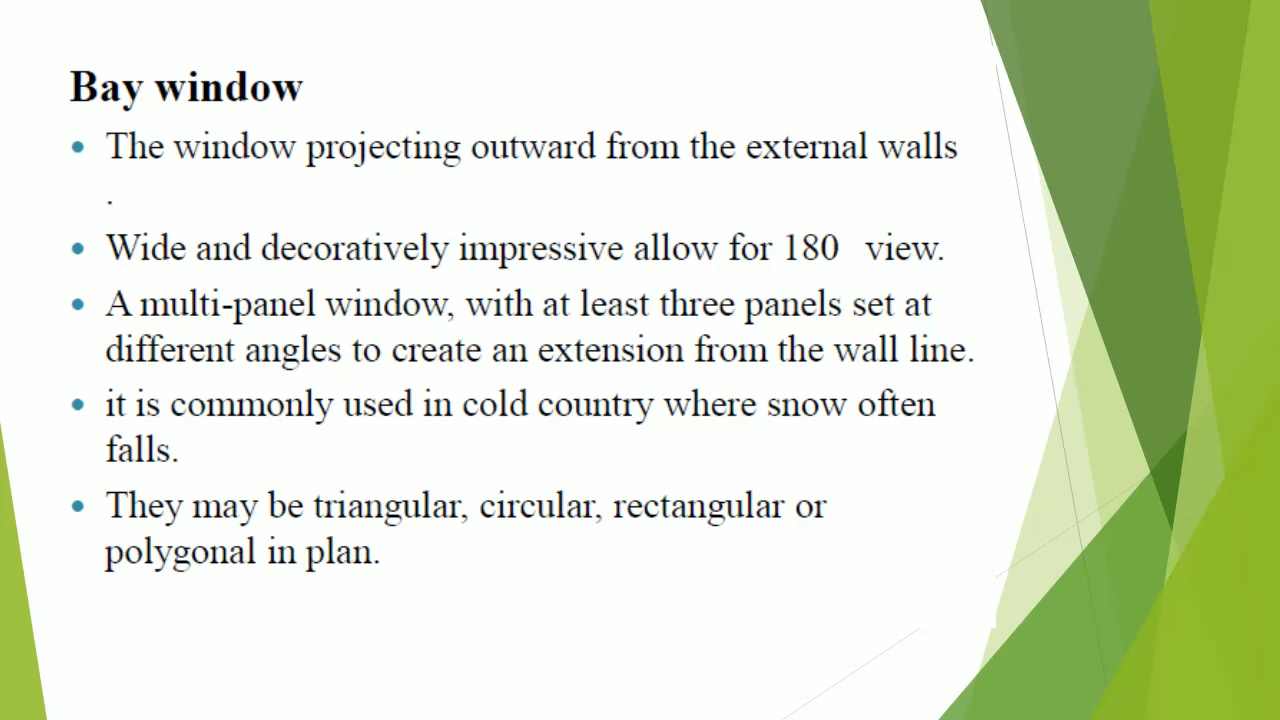 Bay window
• The window projecting outward from the external walls
.
• Wide and decoratively impressive allow for 180 view.
• A multi-panel window, with at least three panels set at
different angles to create an extension from the wall line.
• it is commonly used in cold country where snow often
falls.
• They may be triangular, circular, rectangular or
polygonal in plan.